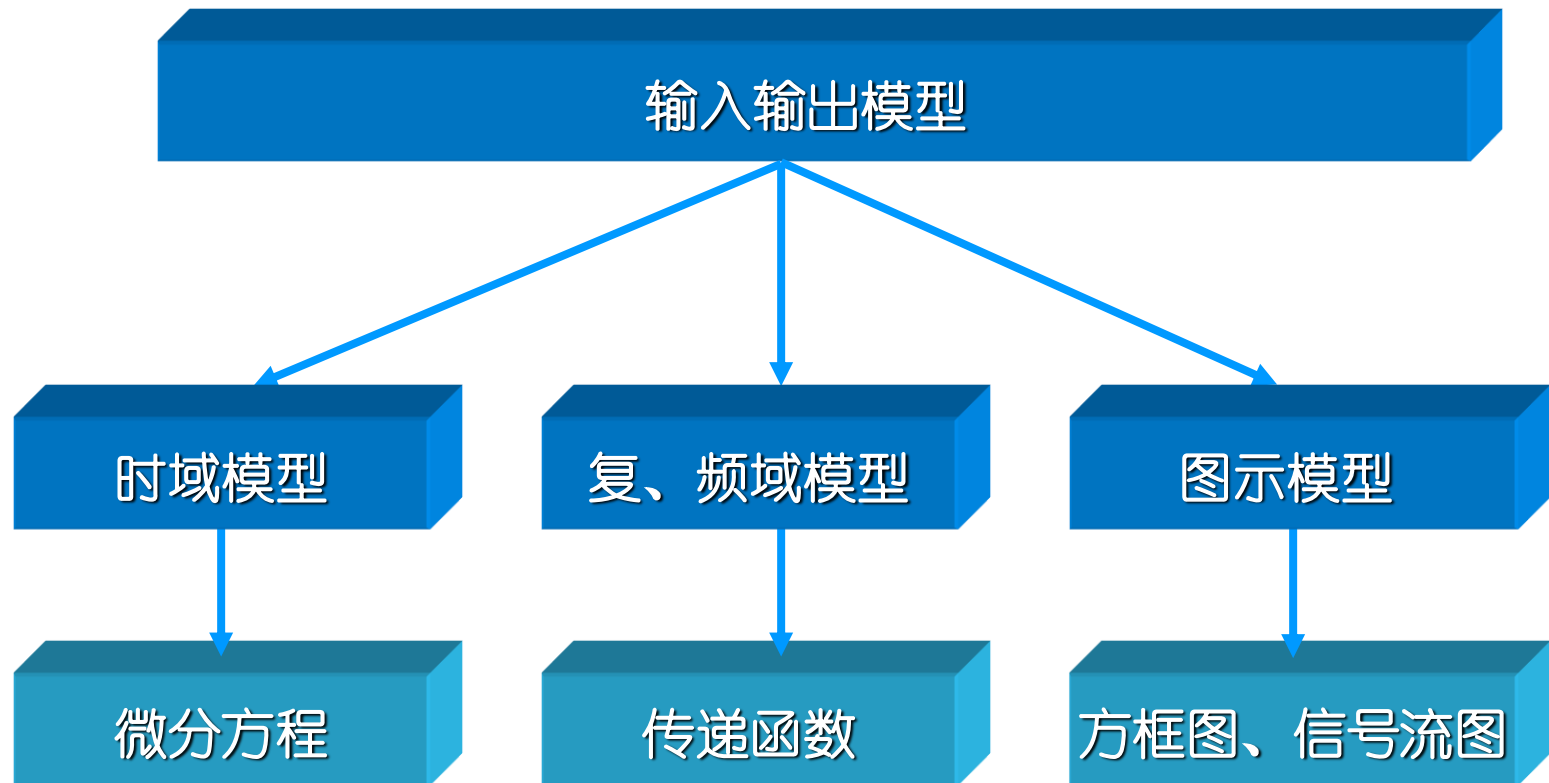 输入输出模型
时域模型
复、频域模型
图示模型
微分方程
传递函数
方框图、信号流图